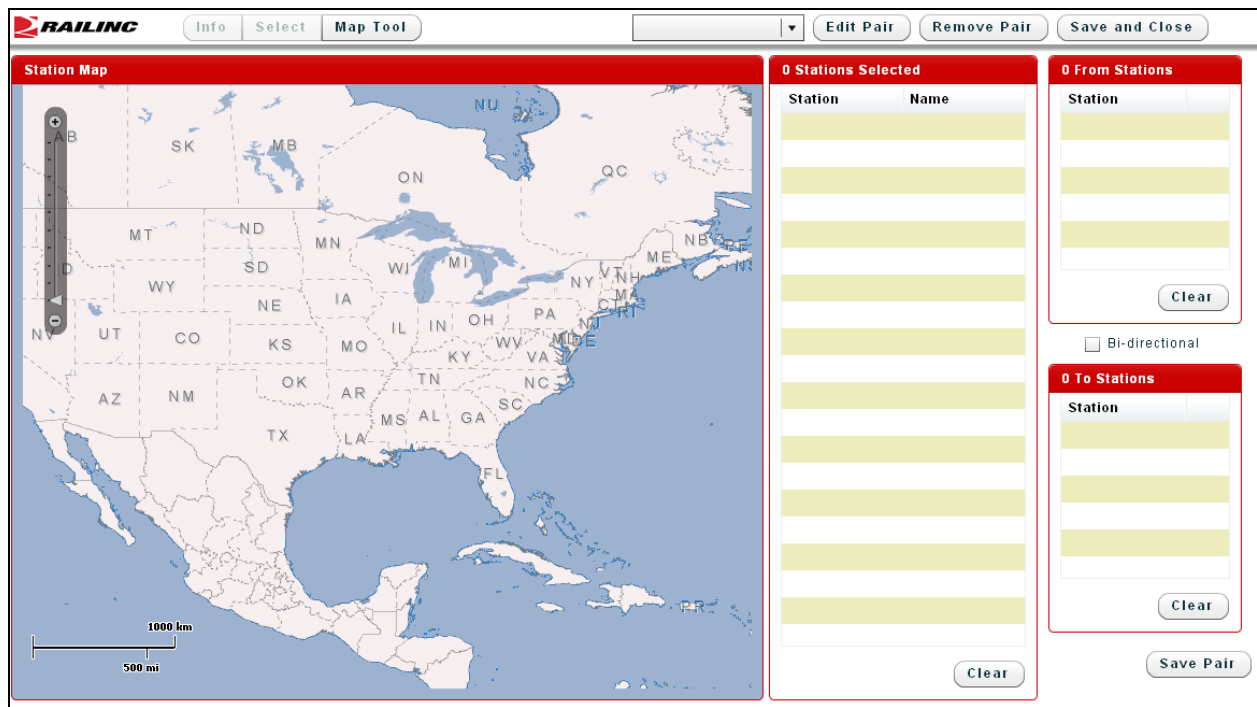 RAILINC
Info Select Map Tool
Edit Pair Remove Pair Save and Close
Station Map
NU
AB SK MB ON QC
MT ND MN NB PE
D SD WI MI ME N
WY NY VT NH
NE IA MA
CT RI
NV UT CO IL IN OH PA NJ
KS MO WV MD DE
KY VA
OK TN NC
AZ NM AR SC
MS AL GA
TX LA
FL
PR
1000 km
500 mi
0 Stations Selected
Station Name
Clear
0 From Stations
Station
Clear
Bi-directional
0 To Stations
Station
Clear
Save Pair